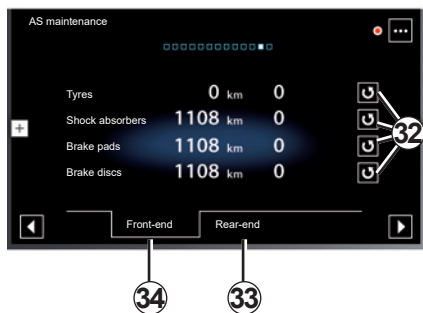 AS maintenance
...
Tyres 0 km 0
Shock absorbers 1108 km 0
Brake pads 1108 km 0
Brake discs 1108 km 0
32
+
Front-end Rear-end
34 33